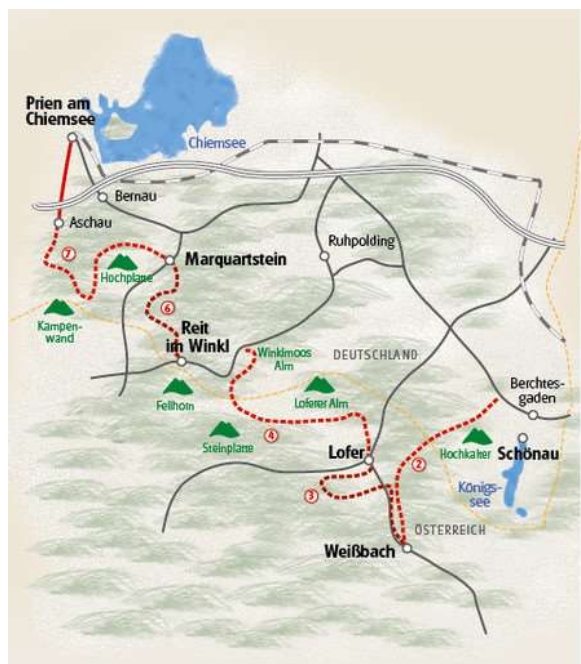 Prien am
Chiemsee
Chiemsee
Bernau
Aschau
Ruhpolding
⑦
Hochplatte
Marquartstein
Kampen-
wand
⑥
Reit
im Winkl
Winklmoos
Alm
DEUTSCHLAND
Fellhorn
Loferer Alm
Berchtes-
gaden
Steinplatte
④
Lofer
②
Hochkalter
Schönau
③
Königs-
see
ÖSTERREICH
Weißbach